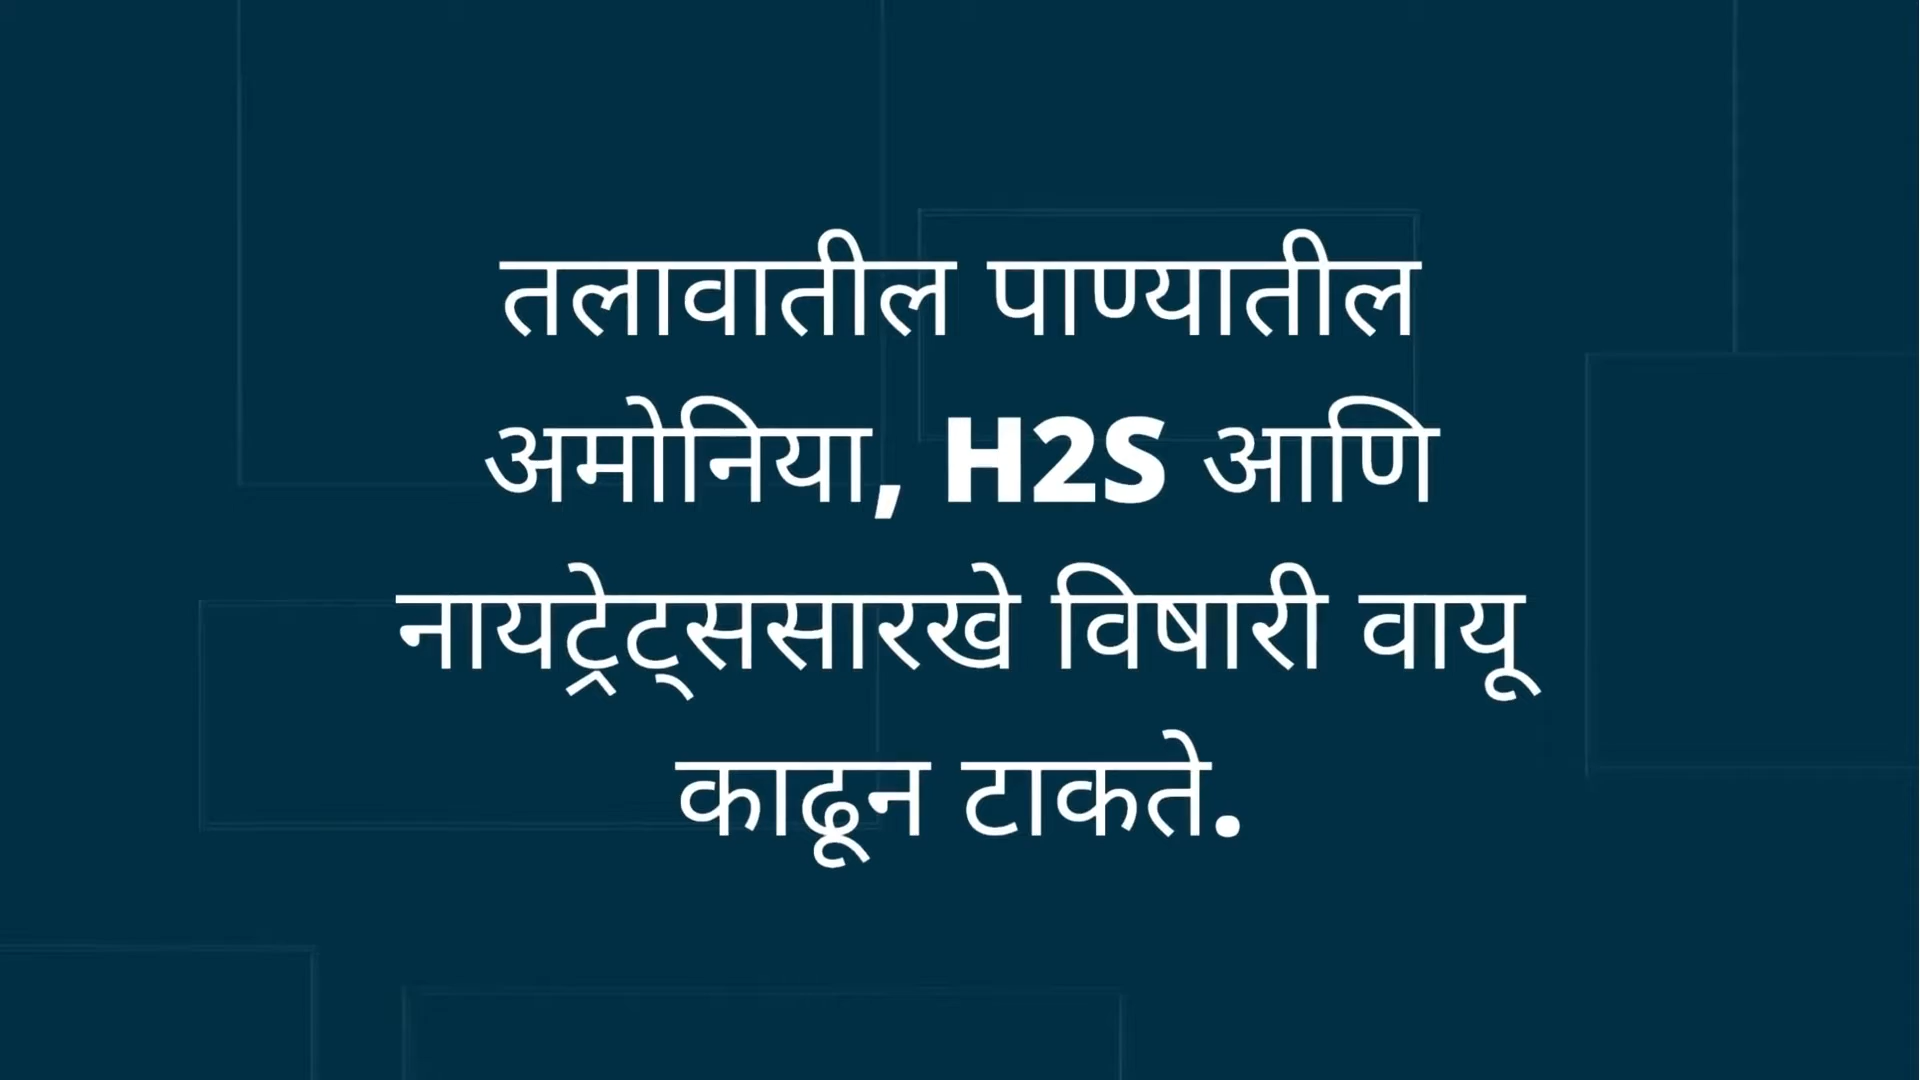 तलावातील पाण्यातील
अमोनिया, H2S आणि
नायट्रेट्ससारखे विषारी वायू
काढून टाकते.